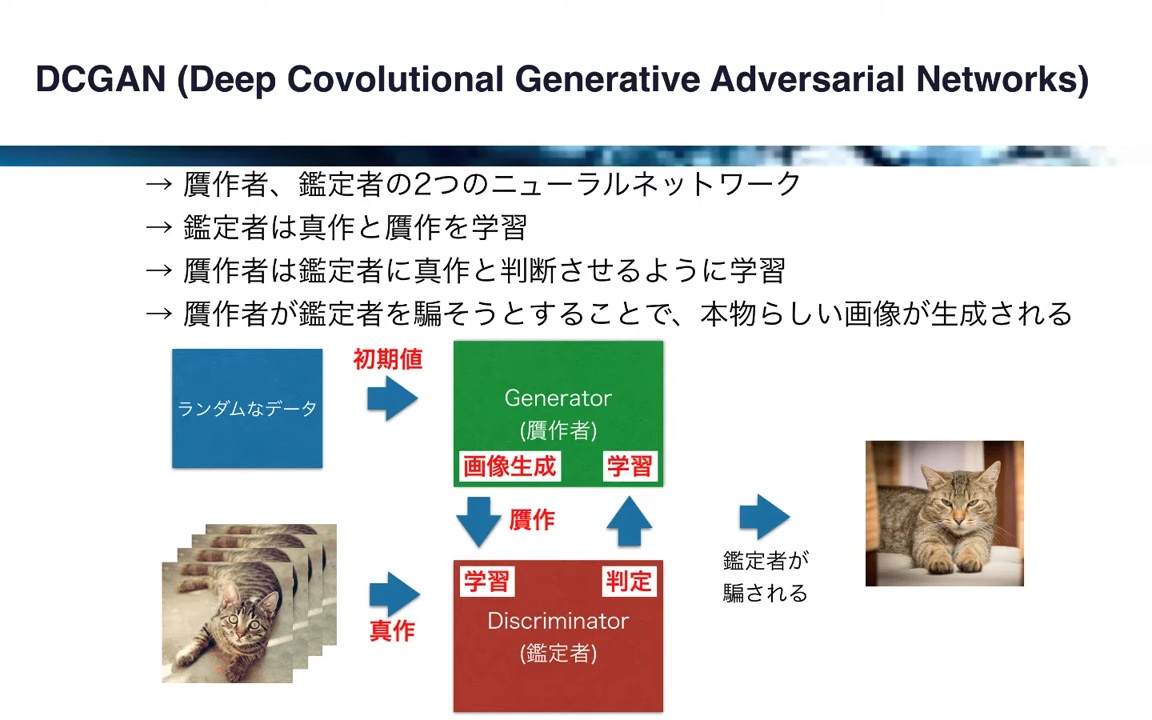 DCGAN (Deep Covolutional Generative Adversarial Networks)
→ 贋作者、鑑定者の2つのニューラルネットワーク
→ 鑑定者は真作と贋作を学習
→ 贋作者は鑑定者に真作と判断させるように学習
→ 贋作者が鑑定者を騙そうとすることで、本物らしい画像が生成される
ランダムなデータ
初期値
Generator
(贋作者)
画像生成
学習
贋作
真作
学習
判定
Discriminator
(鑑定者)
鑑定者が
騙される